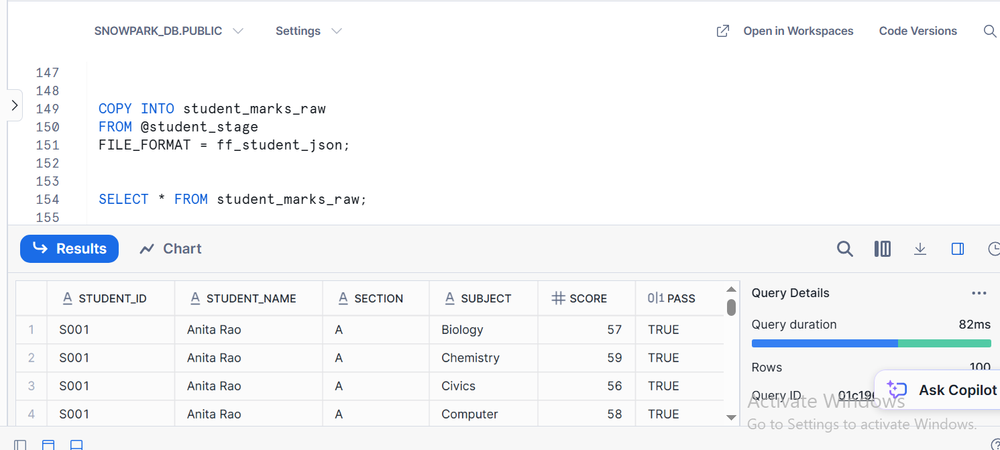 SNOWPARK_DB.PUBLIC Settings Open in Workspaces Code Versions
147
148
149 COPY INTO student_marks_raw
150 FROM @student_stage
151 FILE_FORMAT = ff_student_json;
152
153
154 SELECT * FROM student_marks_raw;
155
Results Chart
STUDENT_ID STUDENT_NAME SECTION SUBJECT SCORE 0|1 PASS
1 S001 Anita Rao A Biology 57 TRUE
2 S001 Anita Rao A Chemistry 59 TRUE
3 S001 Anita Rao A Civics 56 TRUE
4 S001 Anita Rao A Computer 58 TRUE
Query Details
Query duration 82ms
Rows 100
Query ID
Ask Copilot
Activate Windows
Go to Settings to activate Windows.